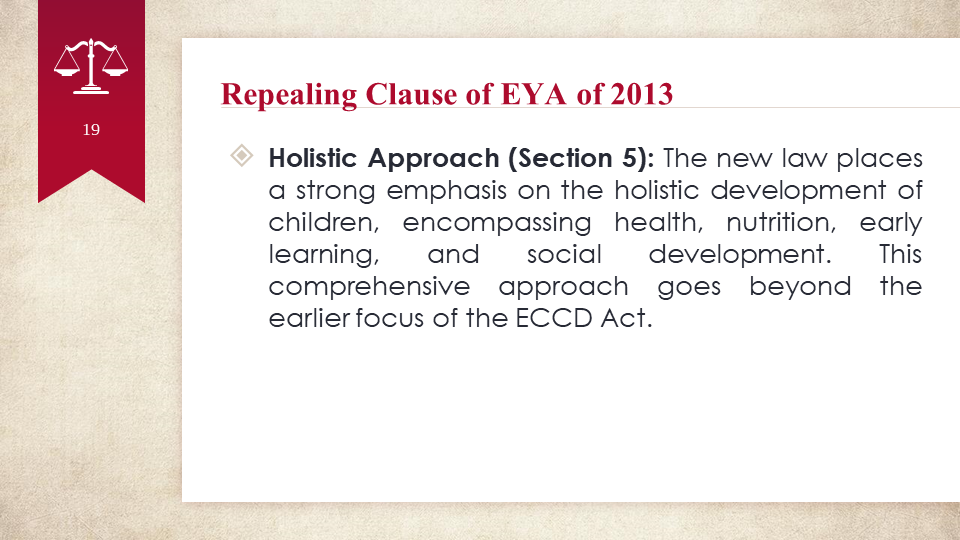 19
Repealing Clause of EYA of 2013
Holistic Approach (Section 5): The new law places
a strong emphasis on the holistic development of
children, encompassing health, nutrition, early
learning, and social development. This
comprehensive approach goes beyond the
earlier focus of the ECCD Act.